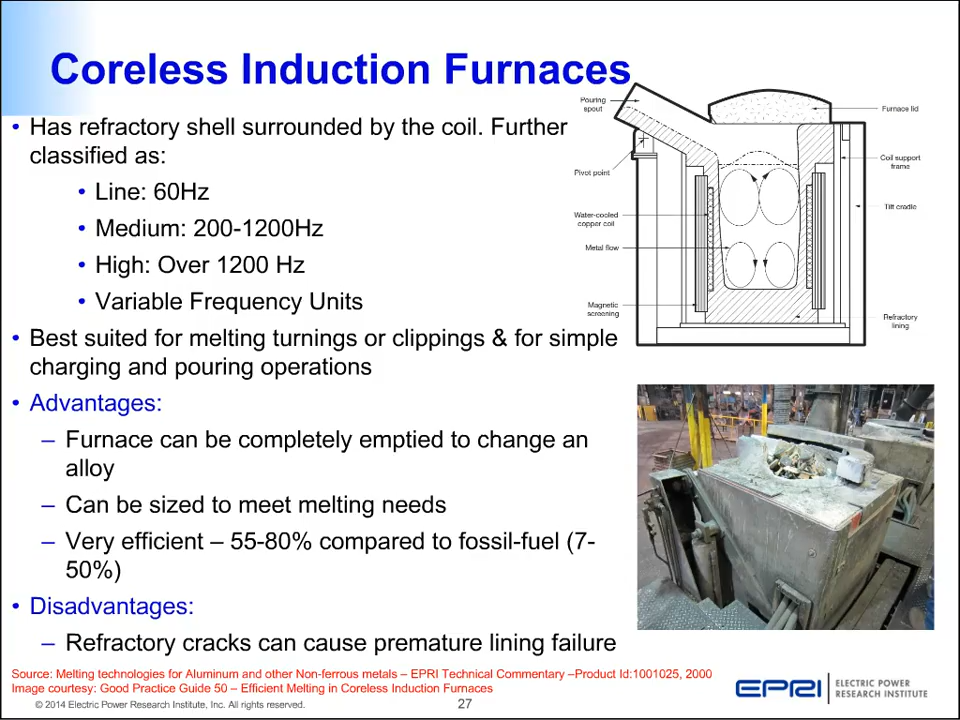 Coreless Induction Furnaces
• Has refractory shell surrounded by the coil. Further
classified as:
• Line: 60Hz
• Medium: 200-1200Hz
• High: Over 1200 Hz
• Variable Frequency Units
• Best suited for melting turnings or clippings & for simple
charging and pouring operations
• Advantages:
– Furnace can be completely emptied to change an
alloy
– Can be sized to meet melting needs
– Very efficient – 55-80% compared to fossil-fuel (7-
50%)
• Disadvantages:
– Refractory cracks can cause premature lining failure
Pouring
spout
Pivot point
Water-cooled
copper coil
Metal flow
Magnetic
screening
Furnace lid
Coil support
frame
Tilt cradle
Refractory
lining
Source: Melting technologies for Aluminum and other Non-ferrous metals – EPRI Technical Commentary –Product Id:1001025, 2000
Image courtesy: Good Practice Guide 50 – Efficient Melting in Coreless Induction Furnaces
© 2014 Electric Power Research Institute, Inc. All rights reserved.
27
EPRI
ELECTRIC POWER
RESEARCH INSTITUTE